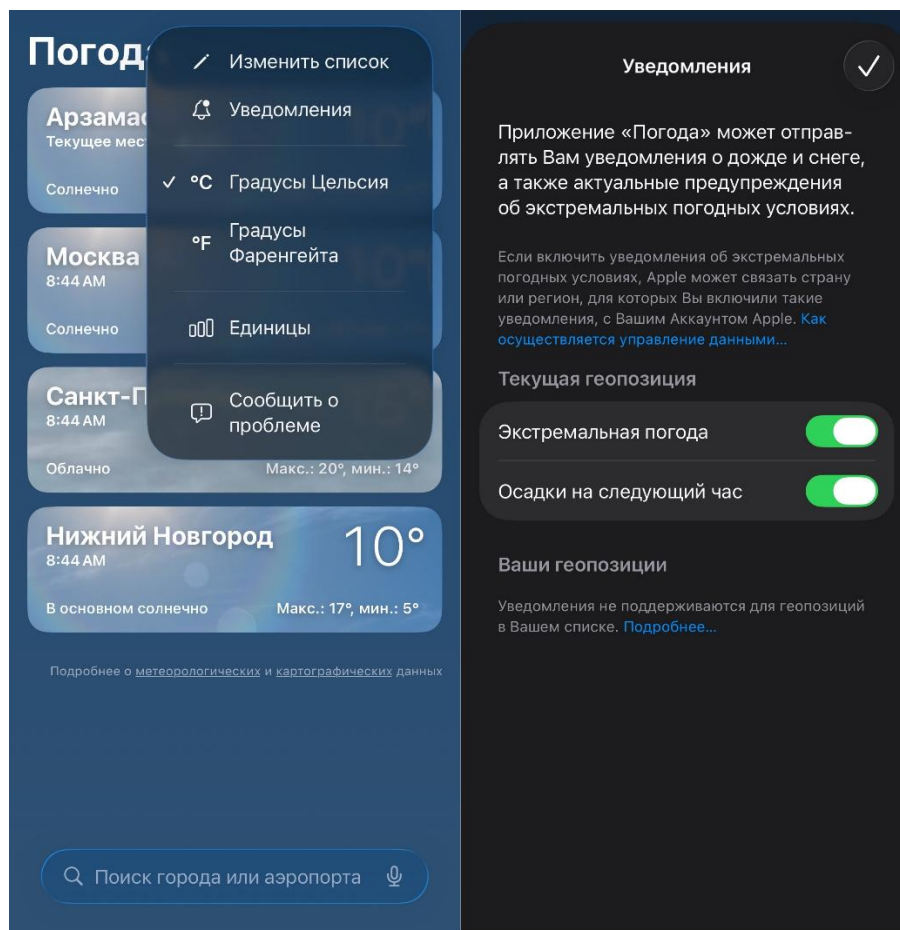 Погода
Изменить список
Уведомления
°C Градусы Цельсия
°F Градусы
Фаренгейта
Единицы
Сообщить о
проблеме
Текущее мес
Солнечно
Москва
8:44 AM
Солнечно
Санкт-П
8:44 AM
Облачно
Макс.: 20°, мин.: 14°
Нижний Новгород
10°
8:44 AM
В основном солнечно
Макс.: 17°, мин.: 5°
Подробнее о метеорологических и картографических данных
Поиск города или аэропорта
Уведомления
Приложение «Погода» может отправ-
лять Вам уведомления о дожде и снеге,
а также актуальные предупреждения
об экстремальных погодных условиях.
Если включить уведомления об экстремальных
погодных условиях, Apple может связать страну
или регион, для которых Вы включили такие
уведомления, с Вашим Аккаунтом Apple. Как
осуществляется управление данными...
Текущая геопозиция
Экстремальная погода
Осадки на следующий час
Ваши геопозиции
Уведомления не поддерживаются для геопозиций
в Вашем списке. Подробнее...